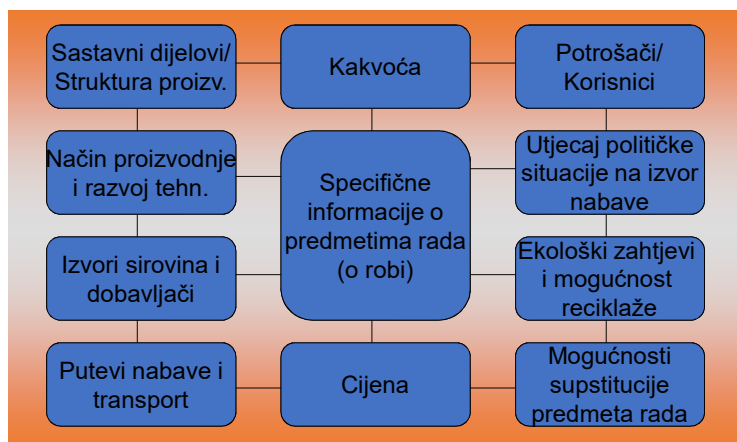 Sastavni dijelovi/
Struktura proizv.
Kakvoća
Potrošači/
Korisnici
Način proizvodnje
i razvoj tehn.
Specifične
informacije o
predmetima rada
(o robi)
Utjecaj političke
situacije na izvor
nabave
Izvori sirovina i
dobavljači
Ekološki zahtjevi
i mogućnost
reciklaže
Putevi nabave i
transport
Cijena
Mogućnosti
supstitucije
predmeta rada